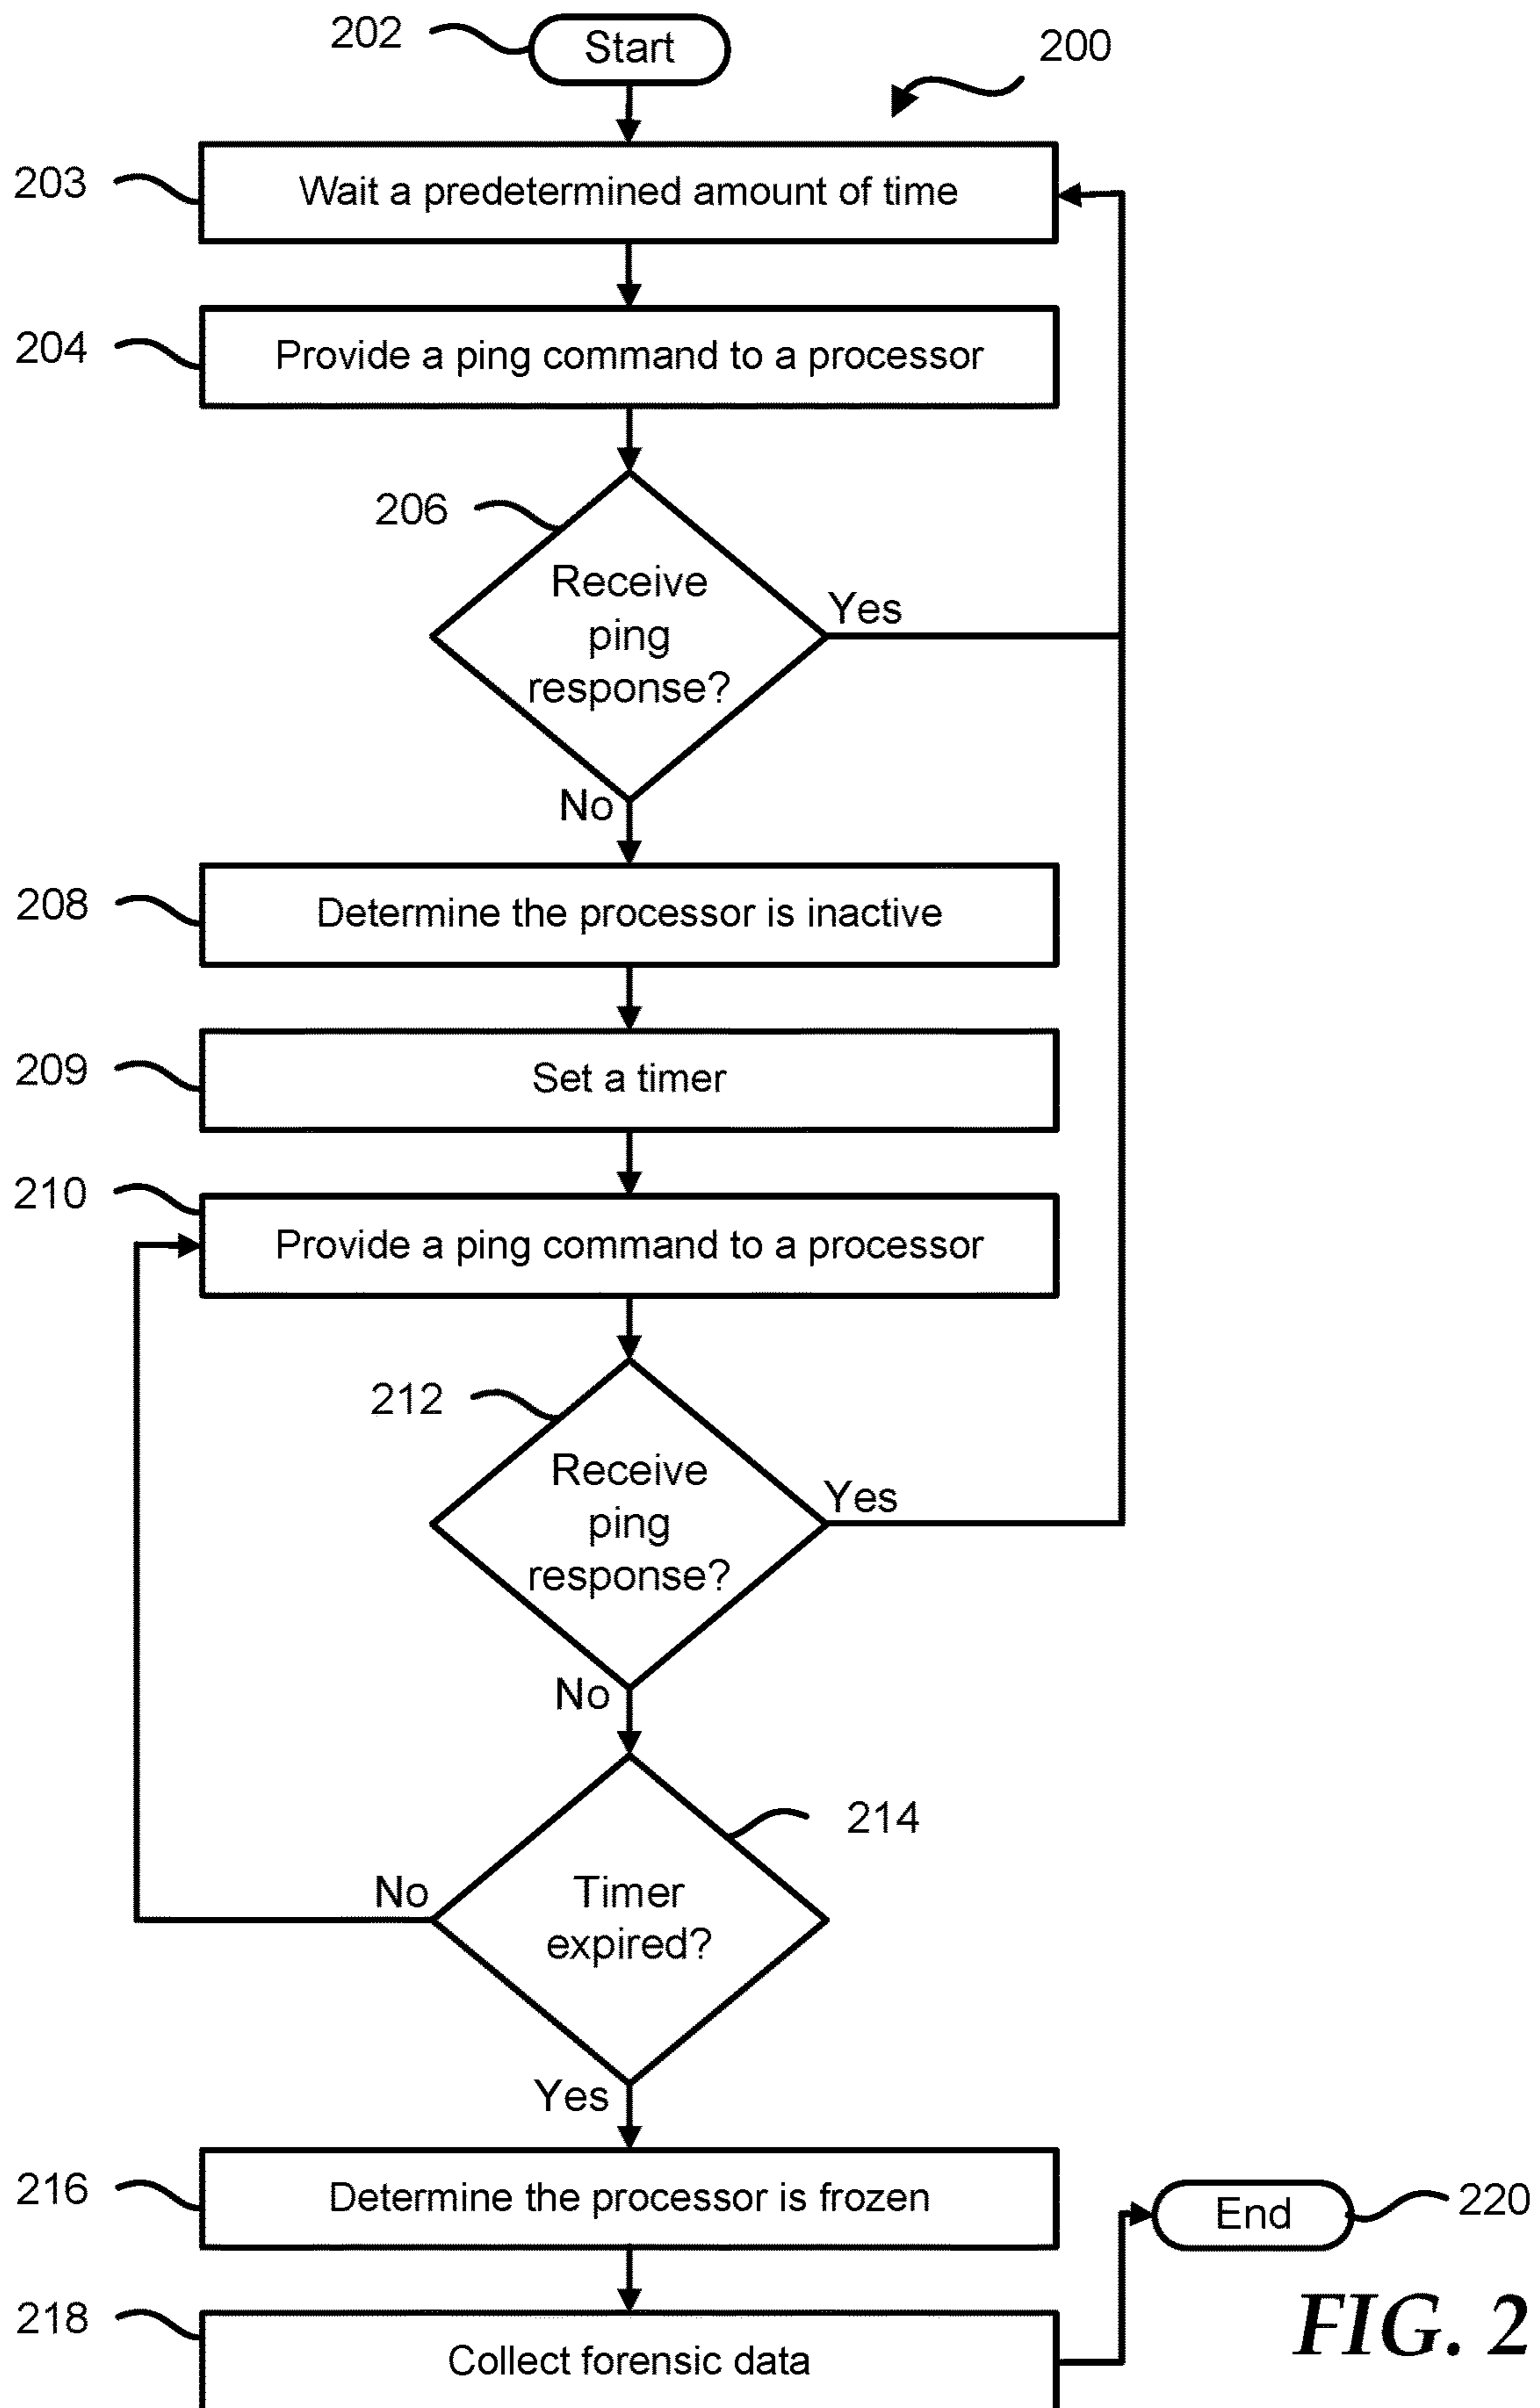 202
Start
200
203
Wait a predetermined amount of time
204
Provide a ping command to a processor
206
Receive
ping
response?
Yes
No
208
Determine the processor is inactive
209
Set a timer
210
Provide a ping command to a processor
212
Receive
ping
response?
Yes
No
214
Timer
expired?
No
Yes
216
Determine the processor is frozen
End
220
218
Collect forensic data
FIG. 2